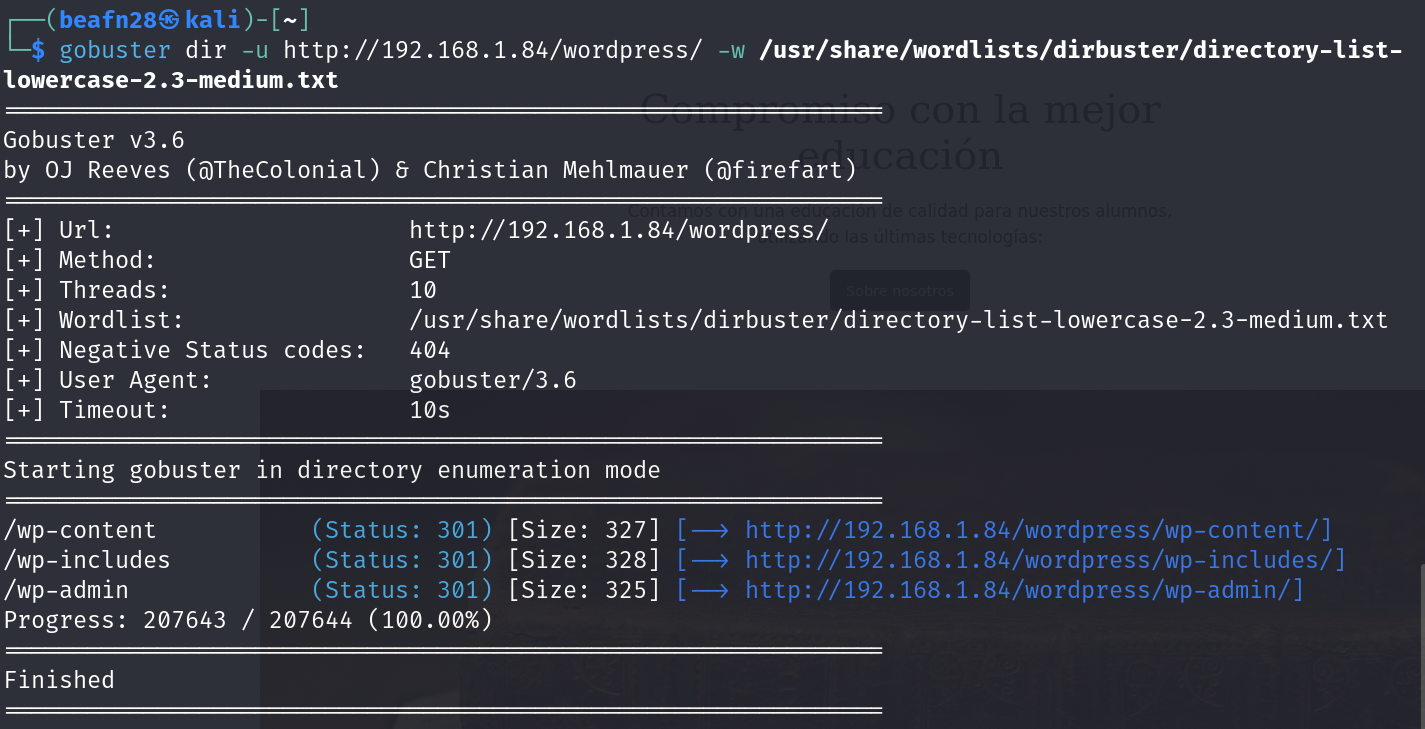 ┌──(beafn28㉿kali)-[~]
└─$ gobuster dir -u http://192.168.1.84/wordpress/ -w /usr/share/wordlists/dirbuster/directory-list-
lowercase-2.3-medium.txt
===============================================================
Gobuster v3.6
by OJ Reeves (@TheColonial) & Christian Mehlmauer (@firefart)
===============================================================
[+] Url:                     http://192.168.1.84/wordpress/
[+] Method:                  GET
[+] Threads:                 10
[+] Wordlist:                /usr/share/wordlists/dirbuster/directory-list-lowercase-2.3-medium.txt
[+] Negative Status codes:   404
[+] User Agent:              gobuster/3.6
[+] Timeout:                 10s
===============================================================
Starting gobuster in directory enumeration mode
===============================================================
/wp-content           (Status: 301) [Size: 327] [--> http://192.168.1.84/wordpress/wp-content/]
/wp-includes          (Status: 301) [Size: 328] [--> http://192.168.1.84/wordpress/wp-includes/]
/wp-admin             (Status: 301) [Size: 325] [--> http://192.168.1.84/wordpress/wp-admin/]
Progress: 207643 / 207644 (100.00%)
===============================================================
Finished
===============================================================
Compromiso con la mejor
educación
Contamos con una educación de calidad para nuestros alumnos,
utilizando las últimas tecnologías:
Sobre nosotros